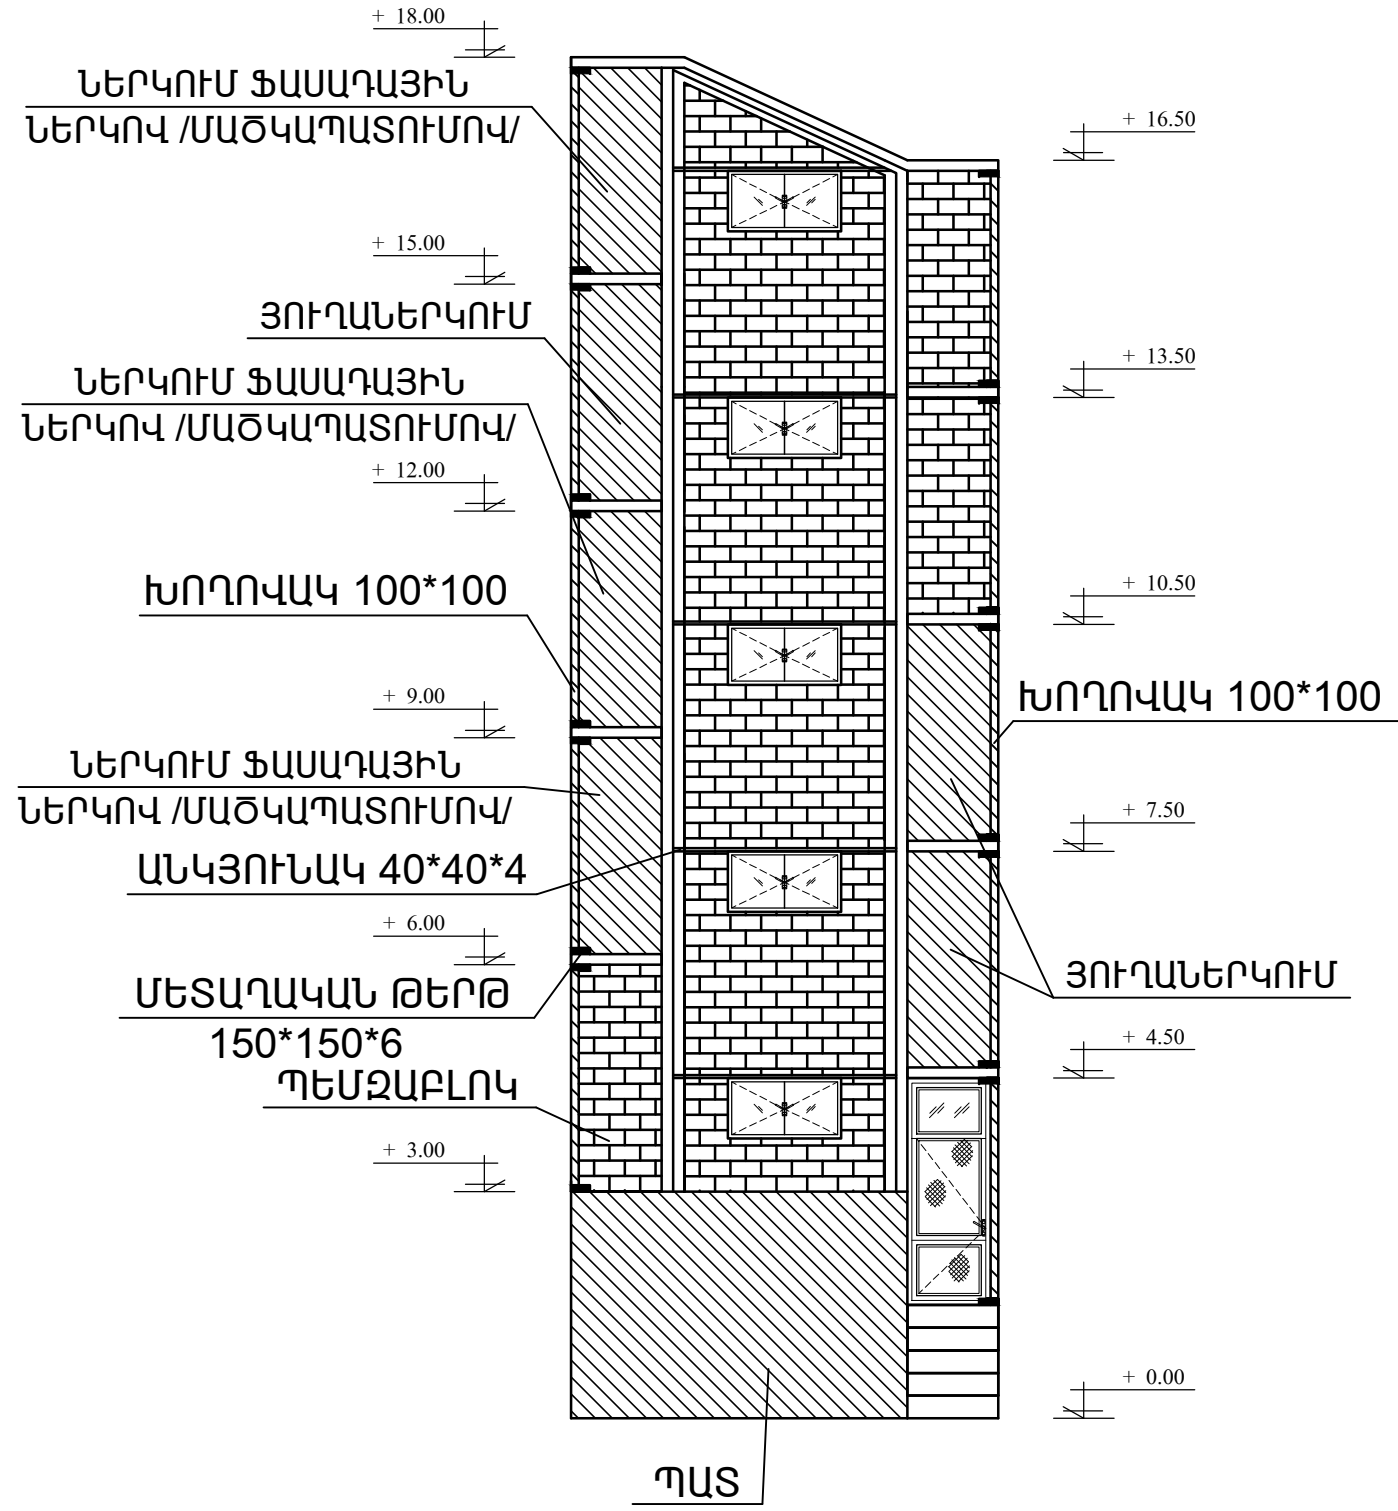 + 18.00
ՆԵՐԿՈՒՄ ՖԱՍԱԴԱՅԻՆ
ՆԵՐԿՈՎ /ՄԱԾԿԱՊԱՏՈՒՄՈՎ/
+ 16.50
+ 15.00
ՅՈՒՂԱՆԵՐԿՈՒՄ
+ 13.50
ՆԵՐԿՈՒՄ ՖԱՍԱԴԱՅԻՆ
ՆԵՐԿՈՎ /ՄԱԾԿԱՊԱՏՈՒՄՈՎ/
+ 12.00
ԽՈՂՈՎԱԿ 100*100
+ 10.50
+ 9.00
ԽՈՂՈՎԱԿ 100*100
ՆԵՐԿՈՒՄ ՖԱՍԱԴԱՅԻՆ
ՆԵՐԿՈՎ /ՄԱԾԿԱՊԱՏՈՒՄՈՎ/
+ 7.50
ԱՆԿՅՈՒՆԱԿ 40*40*4
+ 6.00
ՅՈՒՂԱՆԵՐԿՈՒՄ
ՄԵՏԱՂԱԿԱՆ ԹԵՐԹ
150*150*6
+ 4.50
ՊԵՄԶԱԲԼՈԿ
+ 3.00
+ 0.00
ՊԱՏ